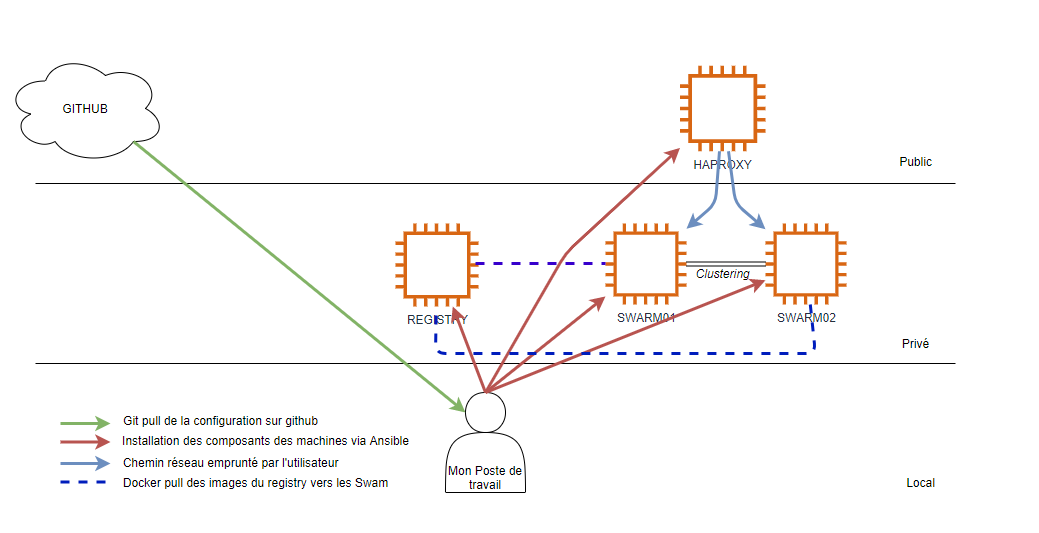 GITHUB
HAPROXY
Public
REGISTRY
SWARM01
Clustering
SWARM02
Privé
Git pull de la configuration sur github
Installation des composants des machines via Ansible
Chemin réseau emprunté par l'utilisateur
Docker pull des images du registry vers les Swam
Mon Poste de
travail
Local